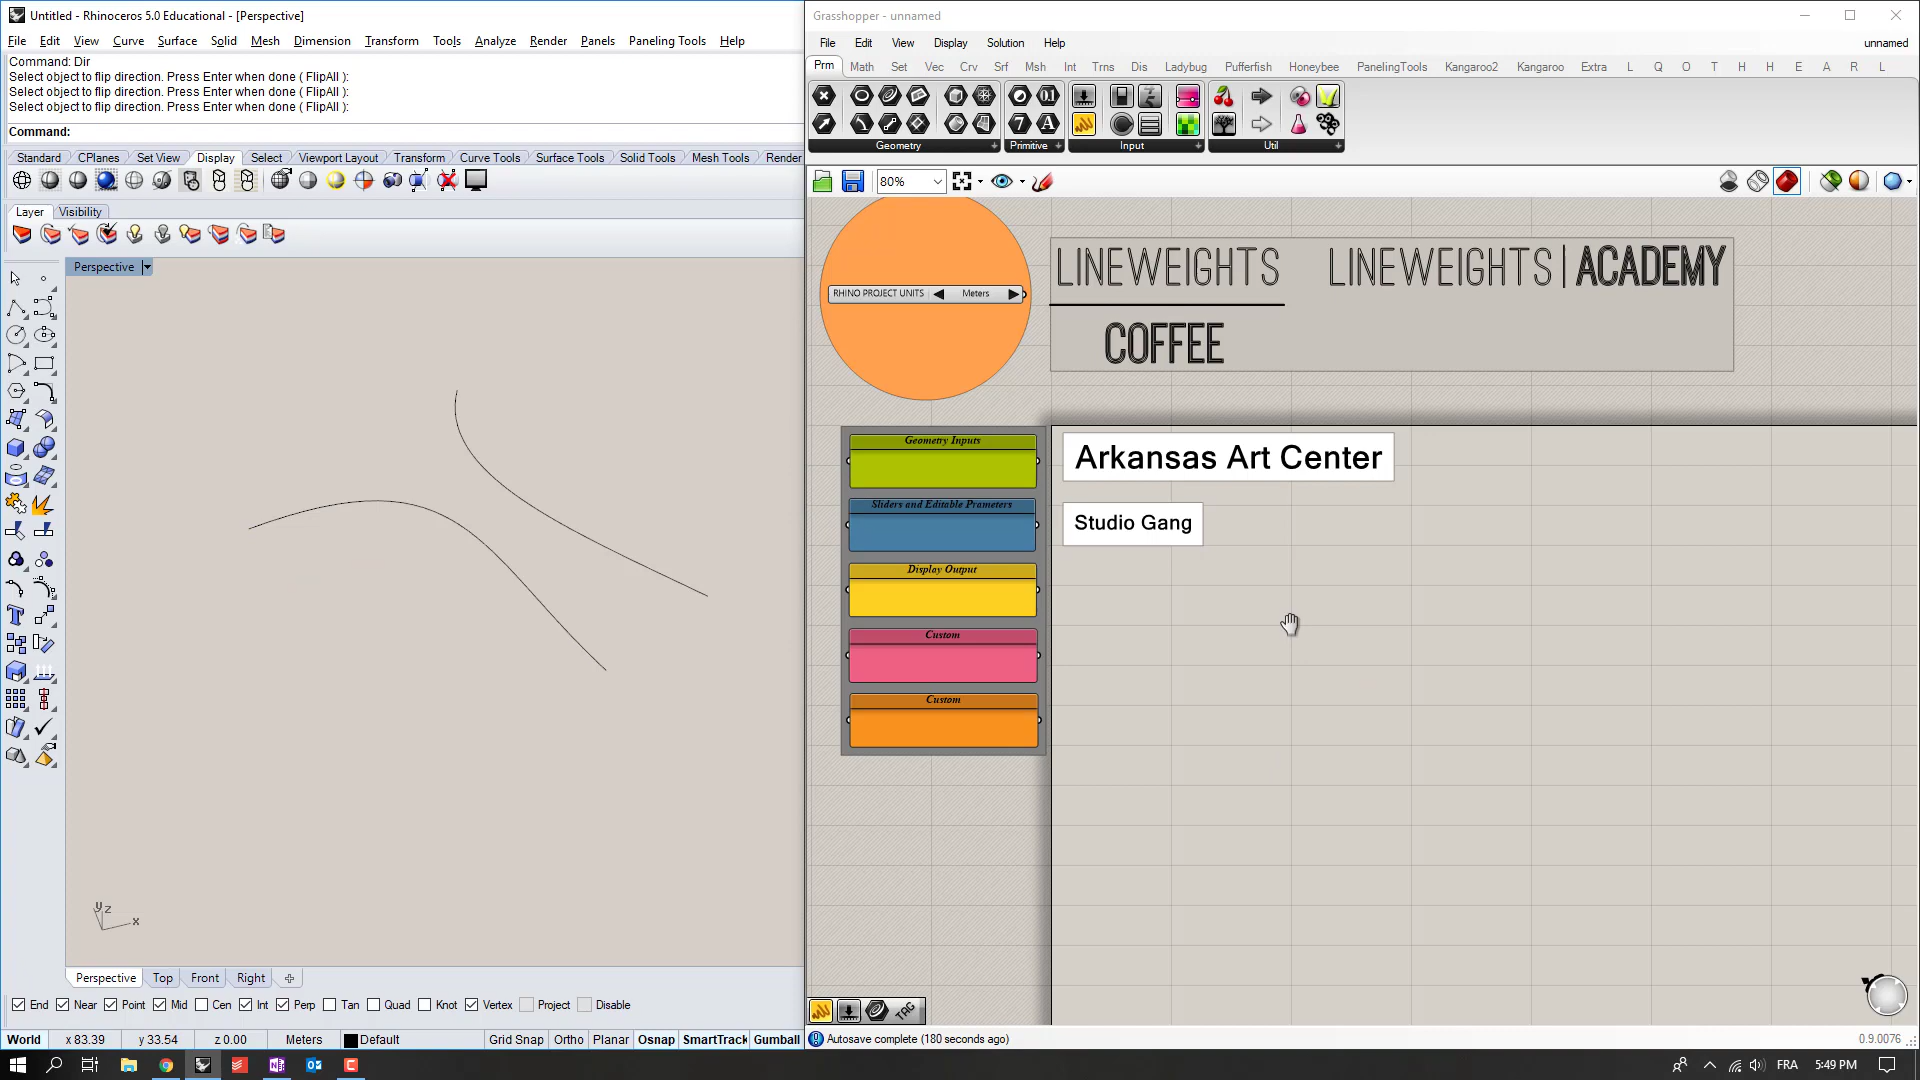 Untitled - Rhinoceros 5.0 Educational - [Perspective]
File Edit View Curve Surface Solid Mesh Dimension Transform Tools Analyze Render Panels Paneling Tools Help
Command: Dir
Select object to flip direction. Press Enter when done ( FlipAll ):
Select object to flip direction. Press Enter when done ( FlipAll ):
Select object to flip direction. Press Enter when done ( FlipAll ):
Command:
Standard CPlanes Set View Display Select Viewport Layout Transform Curve Tools Surface Tools Solid Tools Mesh Tools Render
Layer Visibility
Perspective
y z x
Perspective Top Front Right
End Near Point Mid Cen Int Perp Tan Quad Knot Vertex Project Disable
World x 83.39 y 33.54 z 0.00 Meters Default Grid Snap Ortho Planar Osnap SmartTrack Gumball
Grasshopper - unnamed
File Edit View Display Solution Help unnamed
Prm Math Set Vec Crv Srf Msh Int Trns Dis Ladybug Pufferfish Honeybee PanelingTools Kangaroo2 Kangaroo Extra L Q O T H H E A R L
Geometry Primitive Input Util
80%
RHINO PROJECT UNITS Meters
LINEWEIGHTS LINEWEIGHTS|ACADEMY
COFFEE
Geometry Inputs
Sliders and Editable Prameters
Display Output
Custom
Custom
Arkansas Art Center
Studio Gang
TAG
Autosave complete (180 seconds ago) 0.9.0076
FRA 5:49 PM